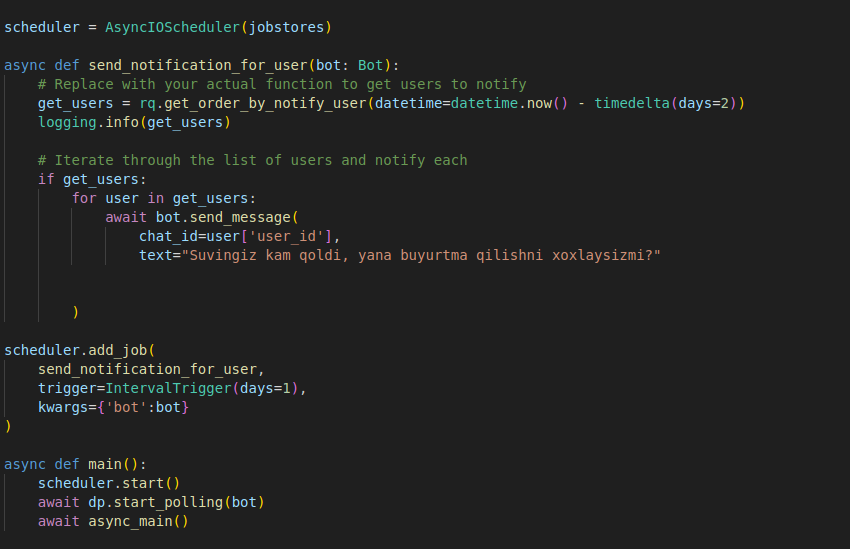 scheduler = AsyncIOScheduler(jobstores)
async def send_notification_for_user(bot: Bot):
# Replace with your actual function to get users to notify
get_users = rq.get_order_by_notify_user(datetime=datetime.now() - timedelta(days=2))
logging.info(get_users)
# Iterate through the list of users and notify each
if get_users:
for user in get_users:
await bot.send_message(
chat_id=user['user_id'],
text="Suvingiz kam qoldi, yana buyurtma qilishni xoxlaysizmi?"
)
scheduler.add_job(
send_notification_for_user,
trigger=IntervalTrigger(days=1),
kwargs={'bot':bot}
)
async def main():
scheduler.start()
await dp.start_polling(bot)
await async_main()